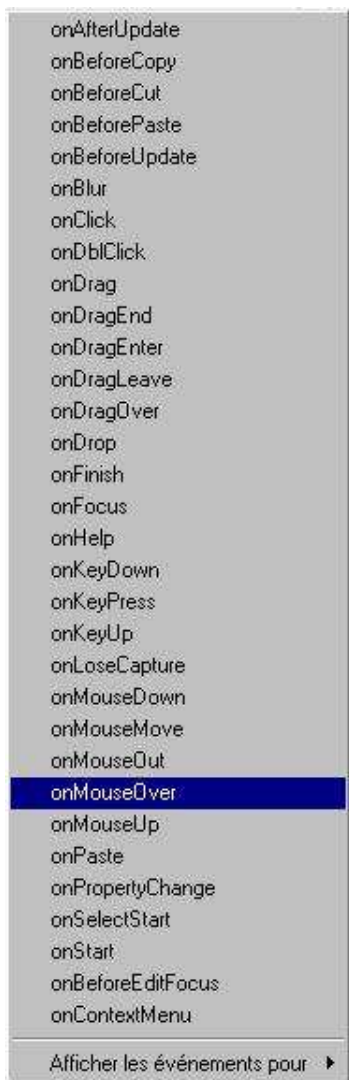 onAfterUpdate
onBeforeCopy
onBeforeCut
onBeforePaste
onBeforeUpdate
onBlur
onClick
onDblClick
onDrag
onDragEnd
onDragEnter
onDragLeave
onDragOver
onDrop
onFinish
onFocus
onHelp
onKeyDown
onKeyPress
onKeyUp
onLoseCapture
onMouseDown
onMouseMove
onMouseOut
onMouseOver
onMouseUp
onPaste
onPropertyChange
onSelectStart
onStart
onBeforeEditFocus
onContextMenu
Afficher les événements pour